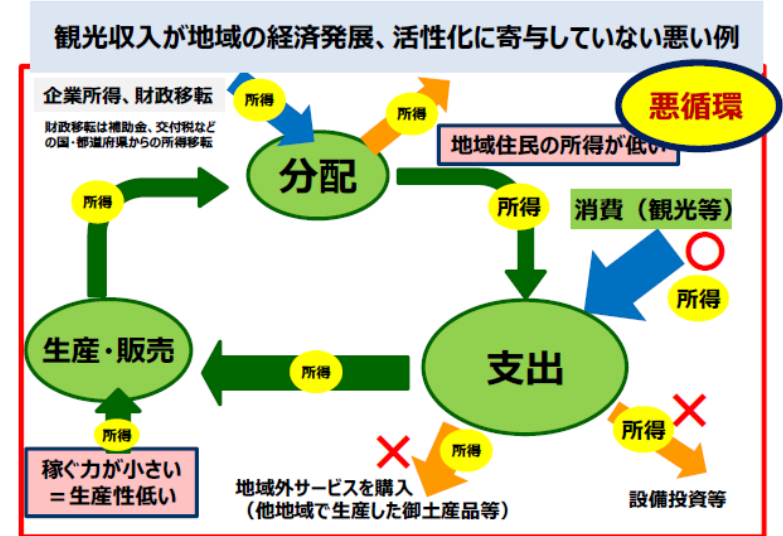 観光収入が地域の経済発展、活性化に寄与していない悪い例
悪循環
企業所得、財政移転
財政移転は補助金、交付税など
の国・都道府県からの所得移転
所得
所得
分配
地域住民の所得が低い
所得
所得
消費（観光等）
所得
生産・販売
所得
支出
所得
稼ぐ力が小さい
＝生産性低い
所得
地域外サービスを購入
（他地域で生産した御土産品等）
所得
設備投資等